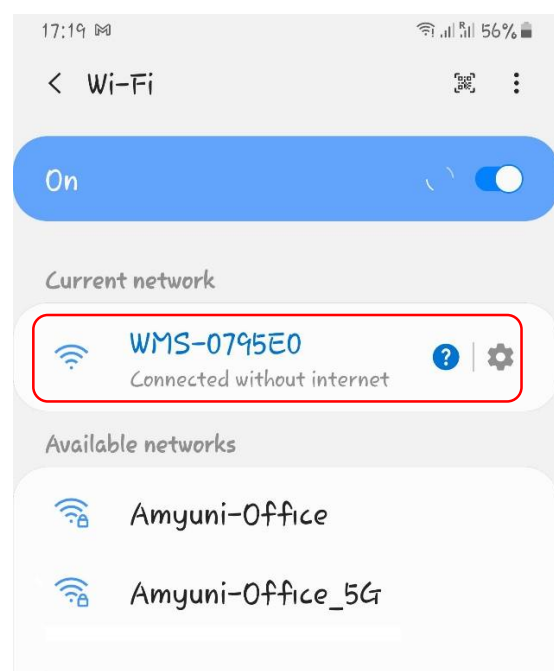 17:19 56%
Wi-Fi
On
Current network
WMS-0795E0
?
Connected without internet
Available networks
Amyuni-Office
Amyuni-Office_5G